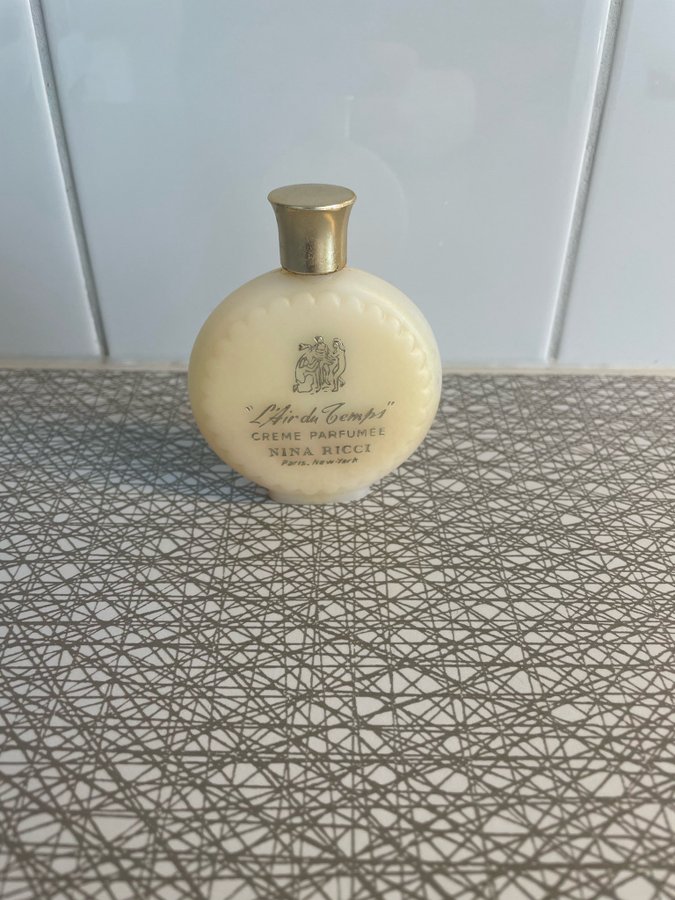 "L'Air du Temps"
CREME PARFUMEE
NINA RICCI
Paris. New York